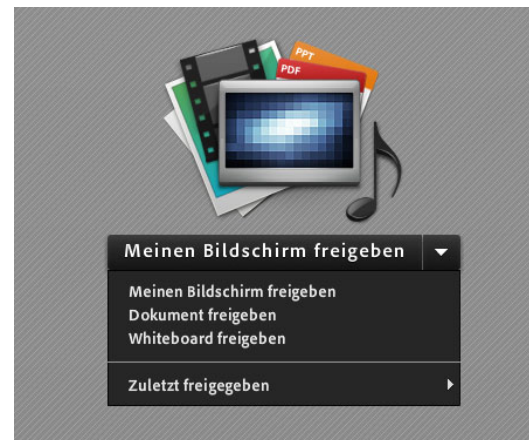 PPT
PDF
Meinen Bildschirm freigeben
Meinen Bildschirm freigeben
Dokument freigeben
Whiteboard freigeben
Zuletzt freigegeben